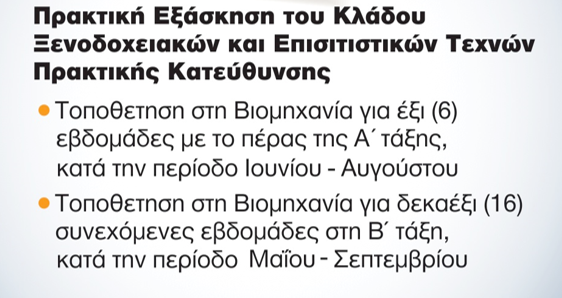 Πρακτική Εξάσκηση του Κλάδου
Ξενοδοχειακών και Επισιτιστικών Τεχνών
Πρακτικής Κατεύθυνσης
• Τοποθετηση στη Βιομηχανία για έξι (6)
εβδομάδες με το πέρας της Α΄ τάξης,
κατά την περίοδο Ιουνίου - Αυγούστου
• Τοποθετηση στη Βιομηχανία για δεκαέξι (16)
συνεχόμενες εβδομάδες στη Β΄ τάξη,
κατά την περίοδο Μαΐου - Σεπτεμβρίου